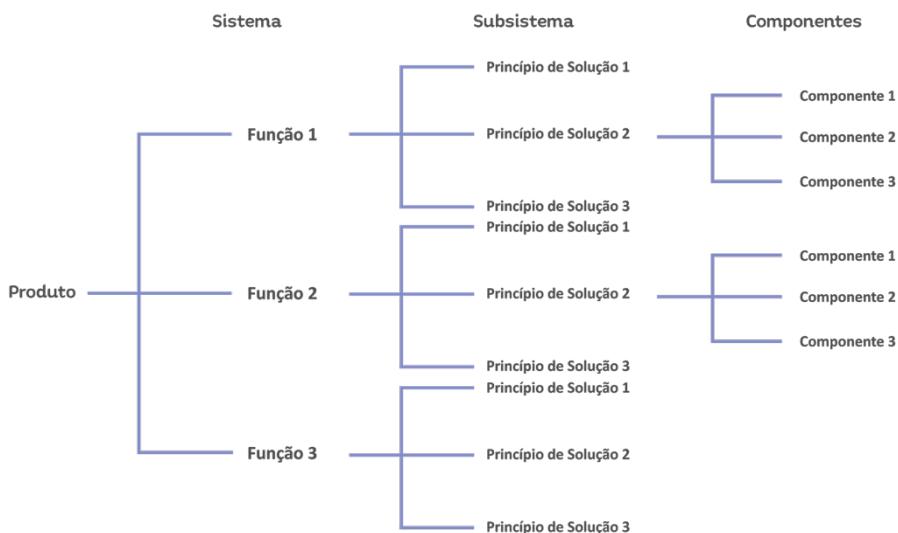 Sistema
Subsistema
Componentes
Princípio de Solução 1
Componente 1
Função 1
Princípio de Solução 2
Componente 2
Componente 3
Princípio de Solução 3
Princípio de Solução 1
Componente 1
Produto
Função 2
Princípio de Solução 2
Componente 2
Componente 3
Princípio de Solução 3
Princípio de Solução 1
Função 3
Princípio de Solução 2
Princípio de Solução 3